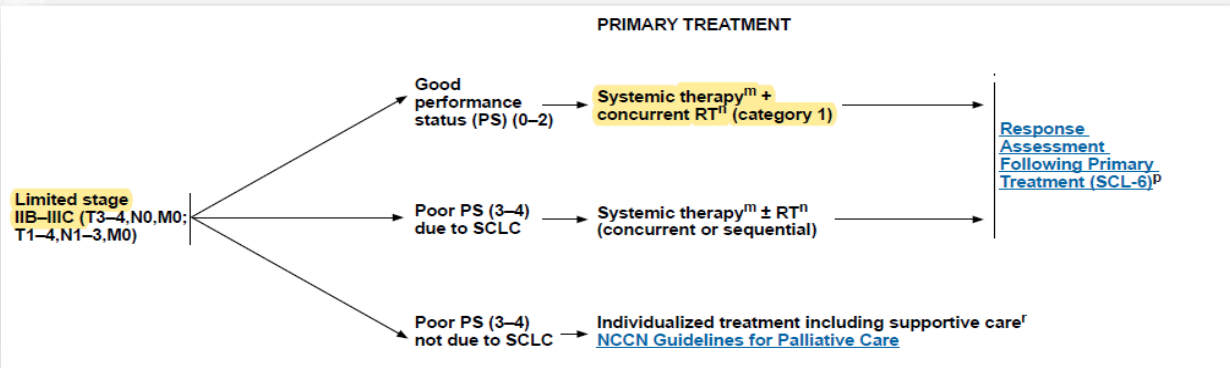 PRIMARY TREATMENT
Good
performance
status (PS) (0–2)
Systemic therapyᵐ +
concurrent RTⁿ (category 1)
Response
Assessment
Following Primary
Treatment (SCL-6)ᵖ
Limited stage
IIB–IIIC (T3–4,N0,M0;
T1–4,N1–3,M0)
Poor PS (3–4)
due to SCLC
Systemic therapyᵐ ± RTⁿ
(concurrent or sequential)
Poor PS (3–4)
not due to SCLC
Individualized treatment including supportive careʳ
NCCN Guidelines for Palliative Care